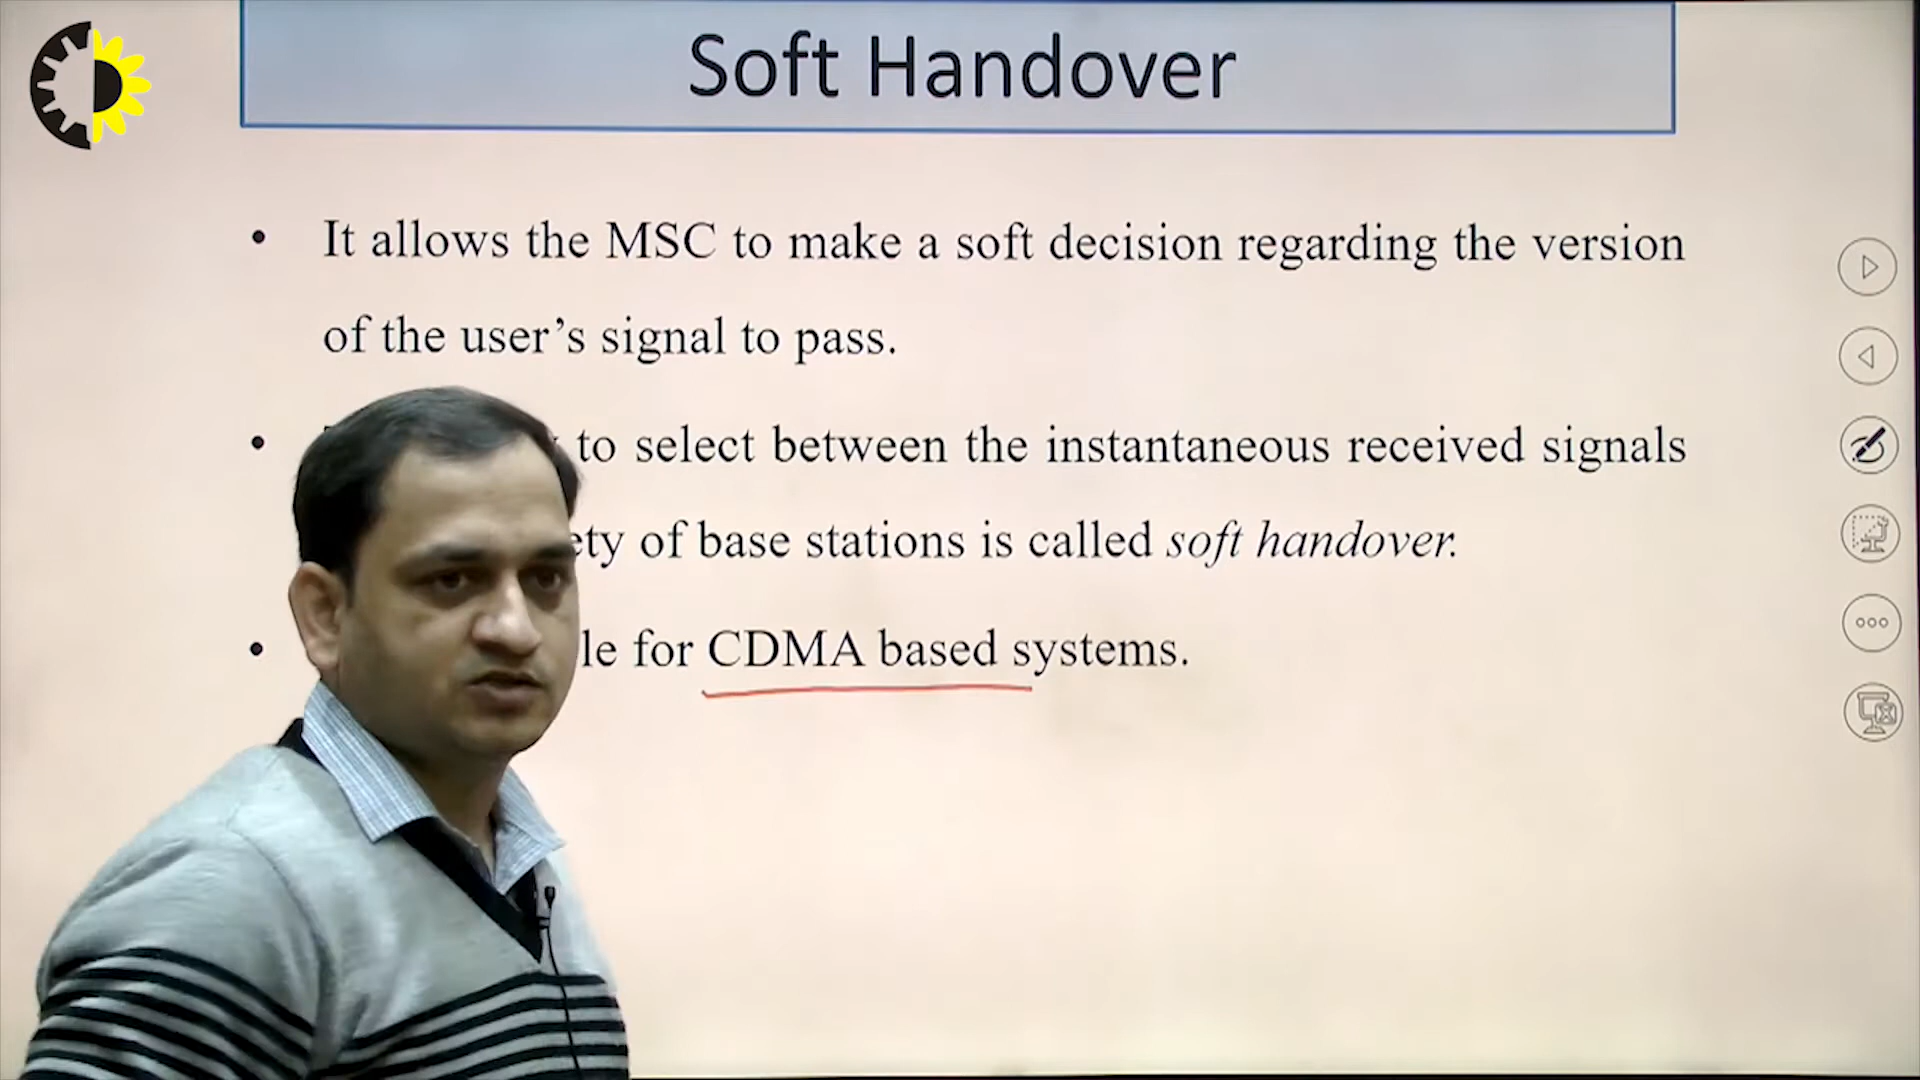 Soft Handover
• It allows the MSC to make a soft decision regarding the version
of the user’s signal to pass.
• to select between the instantaneous received signals
of base stations is called soft handover.
• for CDMA based systems.